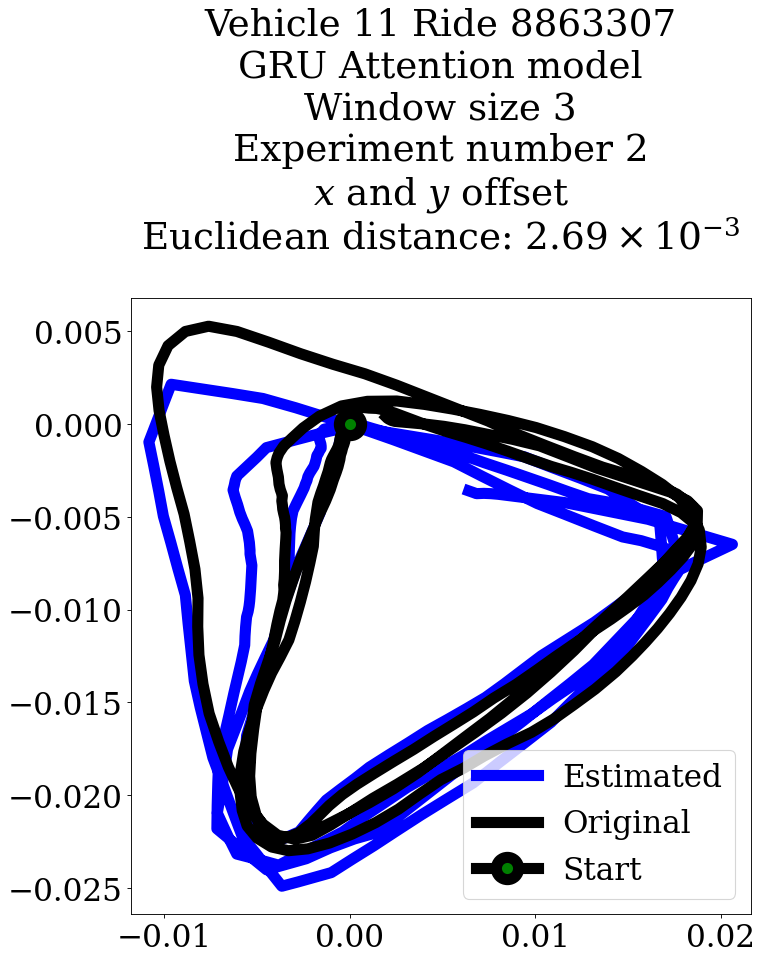 Vehicle 11 Ride 8863307
GRU Attention model
Window size 3
Experiment number 2
x and y offset
Euclidean distance: 2.69 × 10⁻³
0.005
0.000
−0.005
−0.010
−0.015
−0.020
−0.025
Estimated
Original
Start
−0.01 0.00 0.01 0.02